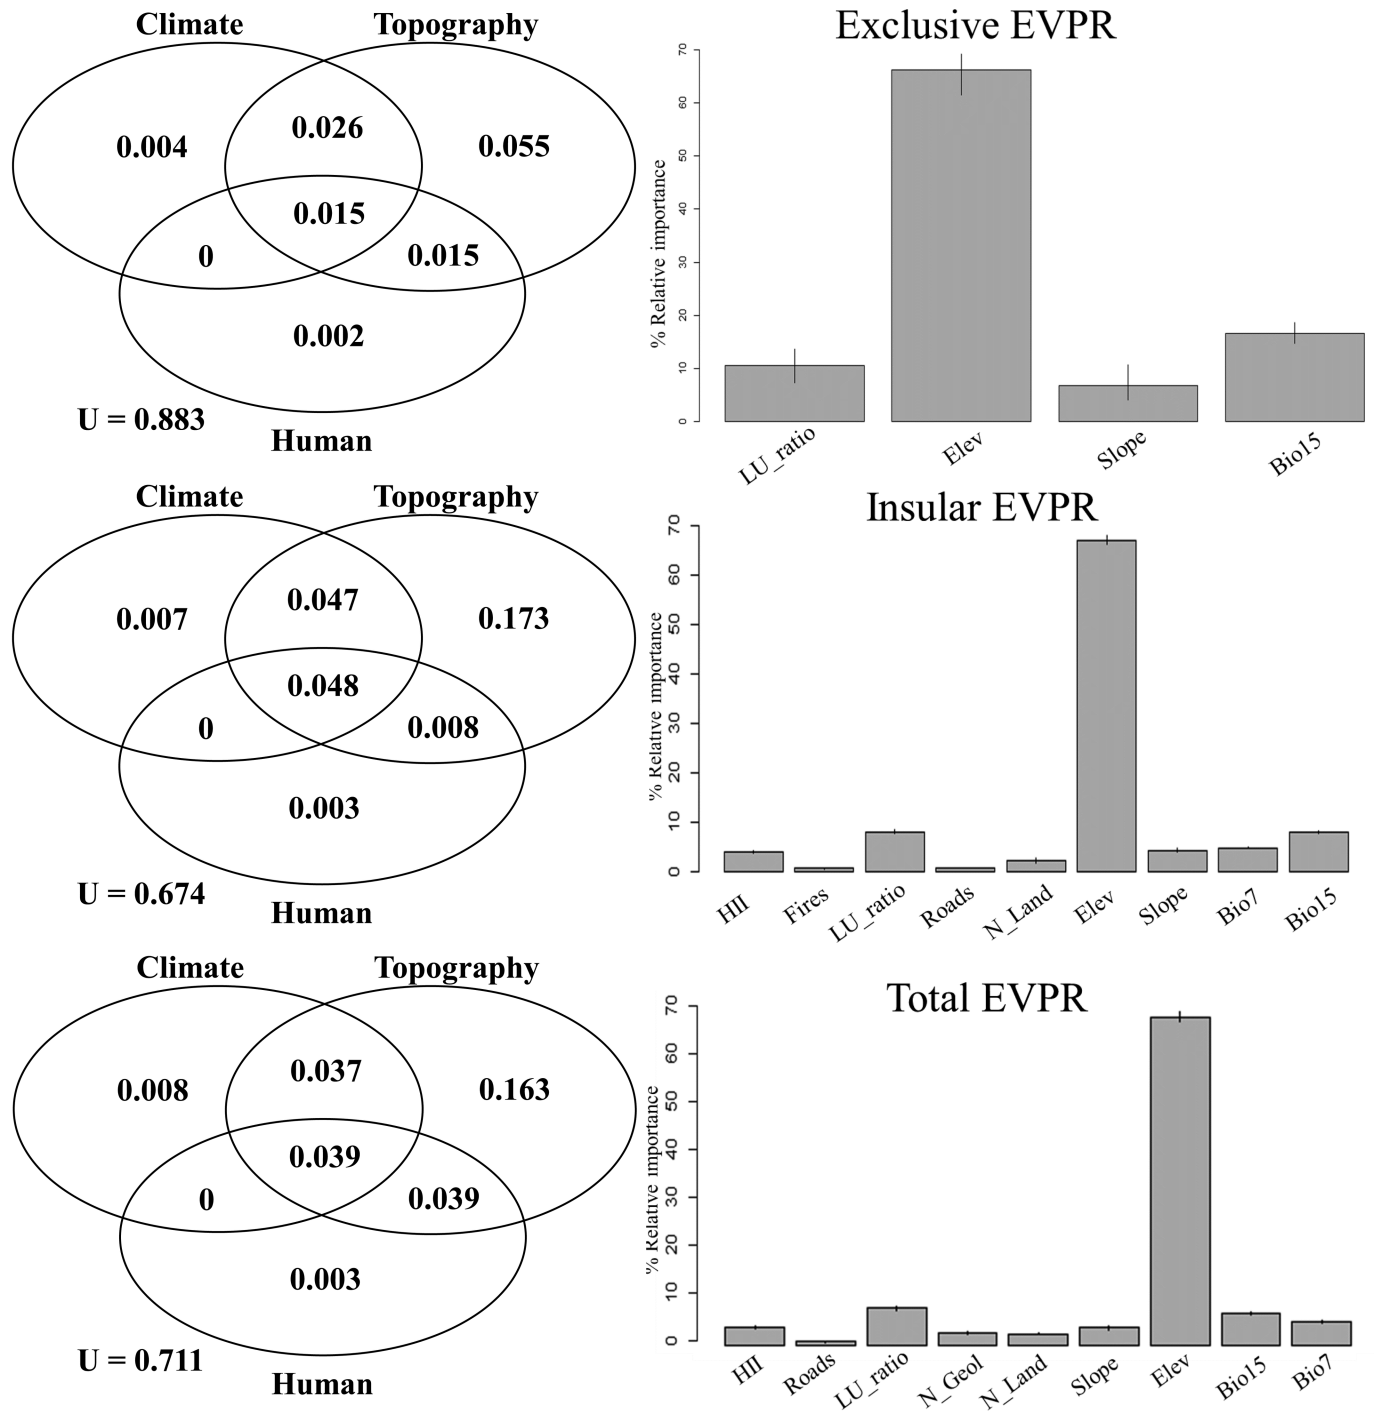 Climate Topography
0.004 0.026 0.055
0.015
0 0.015
0.002
U = 0.883
Human
Exclusive EVPR
% Relative importance
70
60
50
40
30
20
10
0
LU_ratio Elev Slope Bio15
Climate Topography
0.007 0.047 0.173
0.048
0 0.008
0.003
U = 0.674
Human
Insular EVPR
% Relative importance
70
60
50
40
30
20
10
0
HII Fires LU_ratio Roads N_Land Elev Slope Bio7 Bio15
Climate Topography
0.008 0.037 0.163
0.039
0 0.039
0.003
U = 0.711
Human
Total EVPR
% Relative importance
70
60
50
40
30
20
10
0
HII Roads LU_ratio N_Geol N_Land Slope Elev Bio15 Bio7